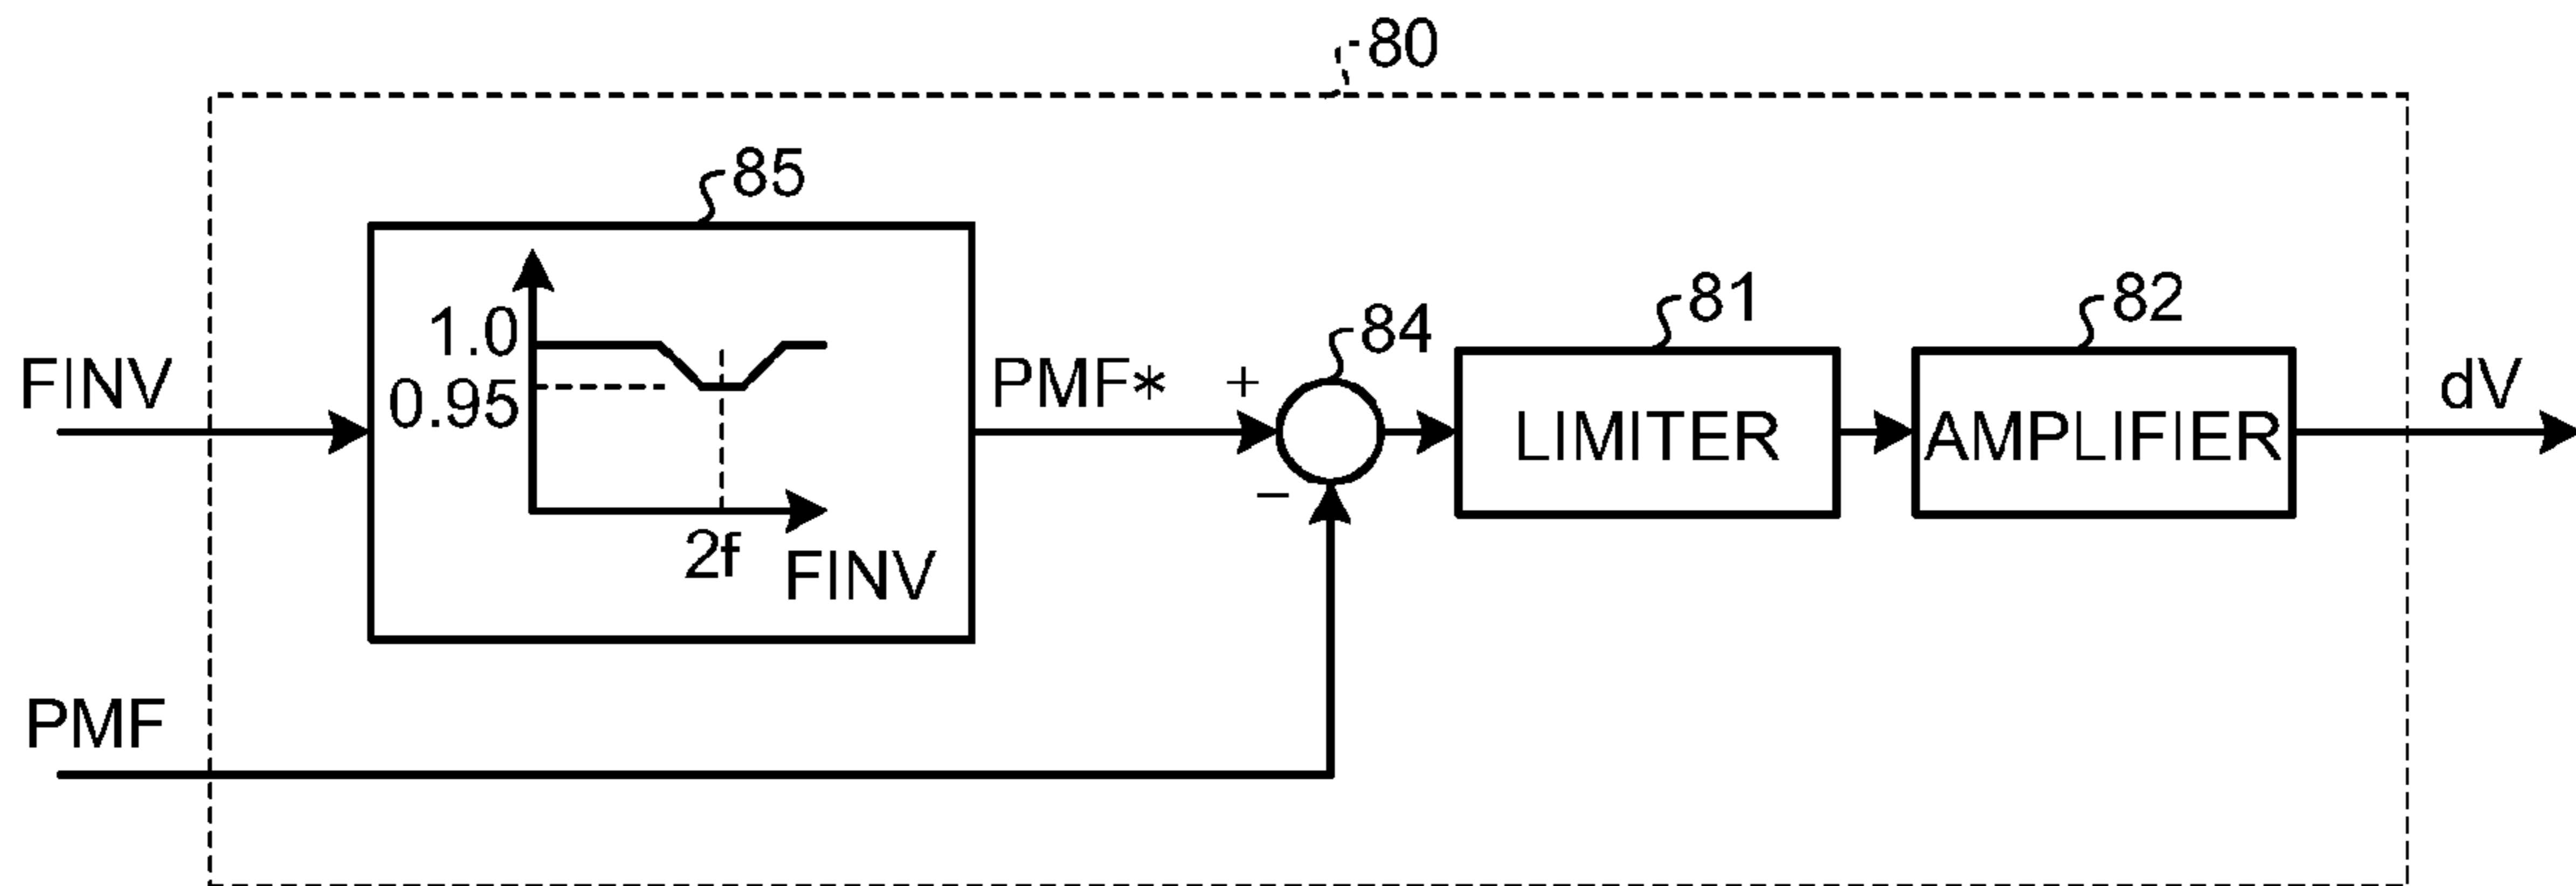 80
85
1.0
0.95
2f
FINV
FINV
PMF*
+
−
84
81
LIMITER
82
AMPLIFIER
dV
PMF